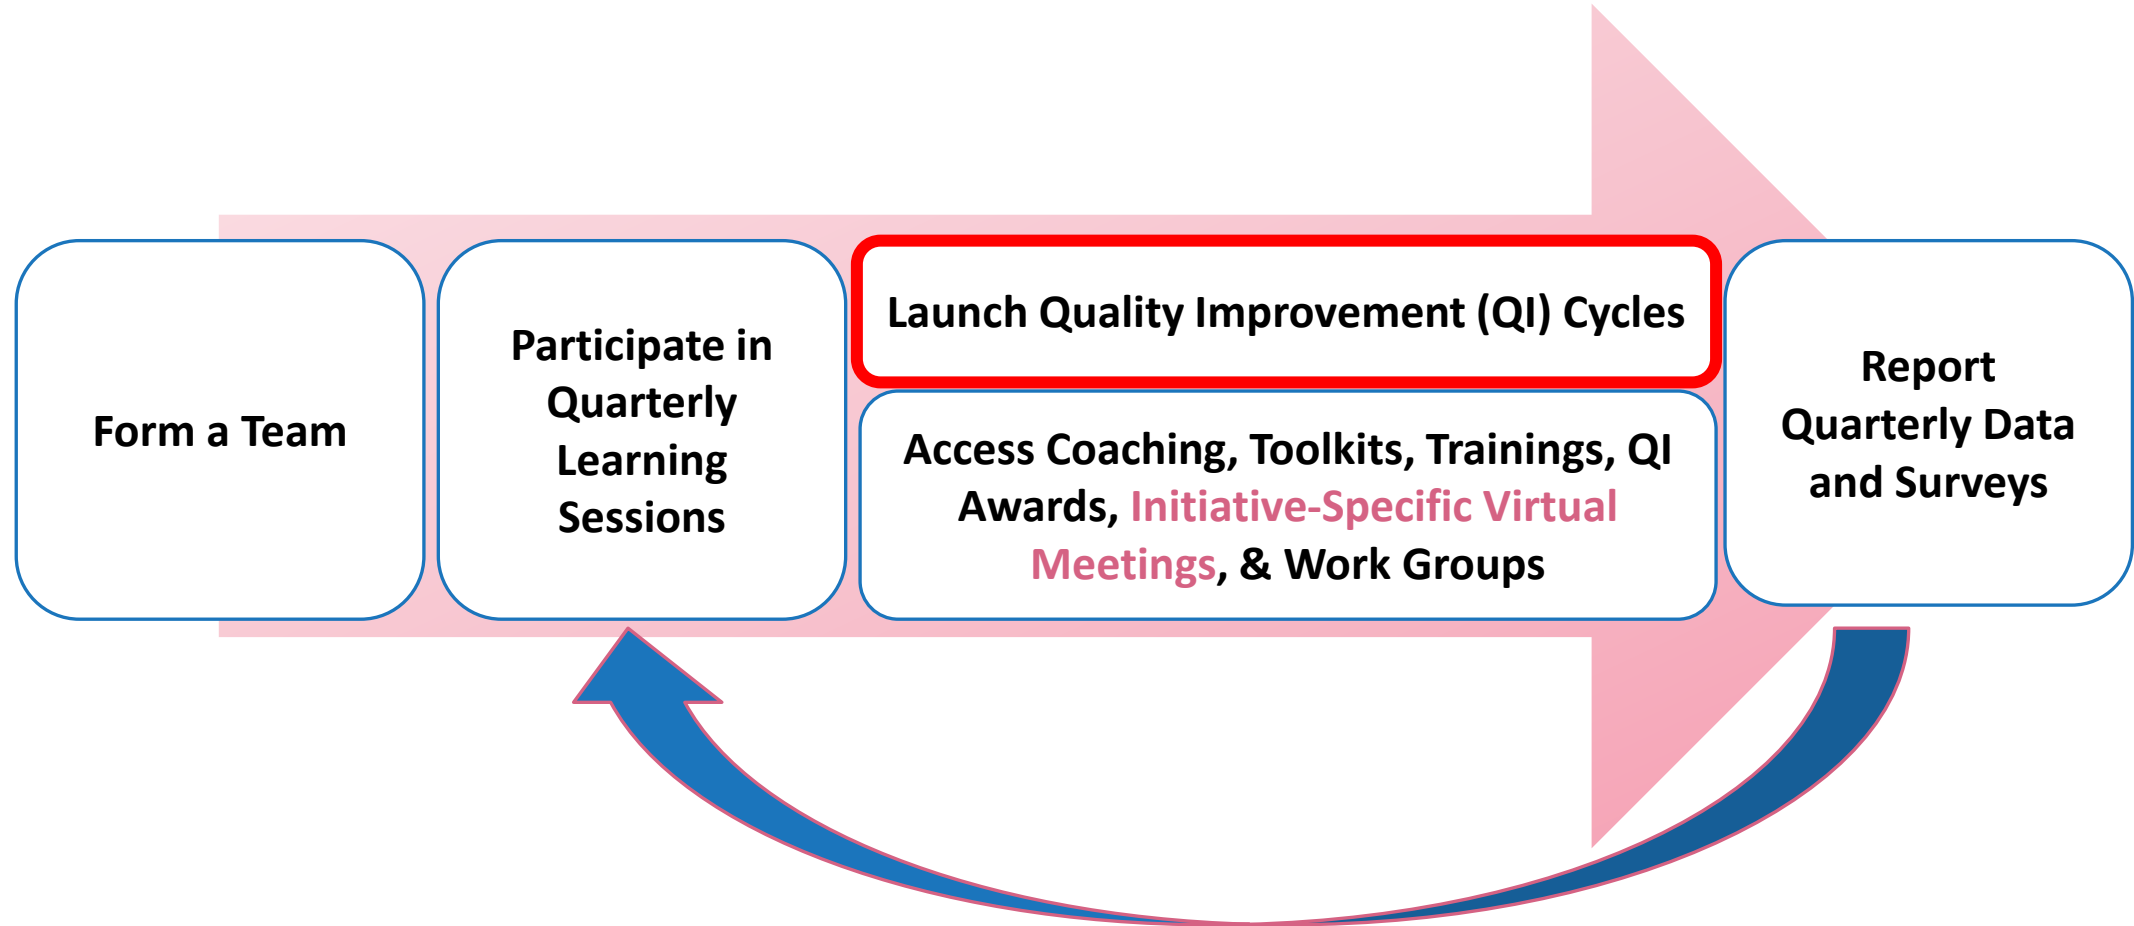 Form a Team
Participate in
Quarterly
Learning
Sessions
Launch Quality Improvement (QI) Cycles
Access Coaching, Toolkits, Trainings, QI
Awards, Initiative-Specific Virtual
Meetings, & Work Groups
Report
Quarterly Data
and Surveys